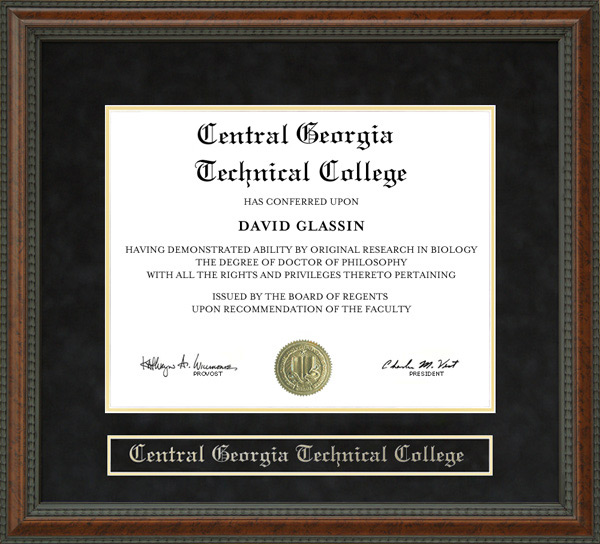 Central Georgia
Technical College
HAS CONFERRED UPON
DAVID GLASSIN
HAVING DEMONSTRATED ABILITY BY ORIGINAL RESEARCH IN BIOLOGY
THE DEGREE OF DOCTOR OF PHILOSOPHY
WITH ALL THE RIGHTS AND PRIVILEGES THERETO PERTAINING
ISSUED BY THE BOARD OF REGENTS
UPON RECOMMENDATION OF THE FACULTY
Charles M. Vest
PROVOST
PRESIDENT
Central Georgia Technical College